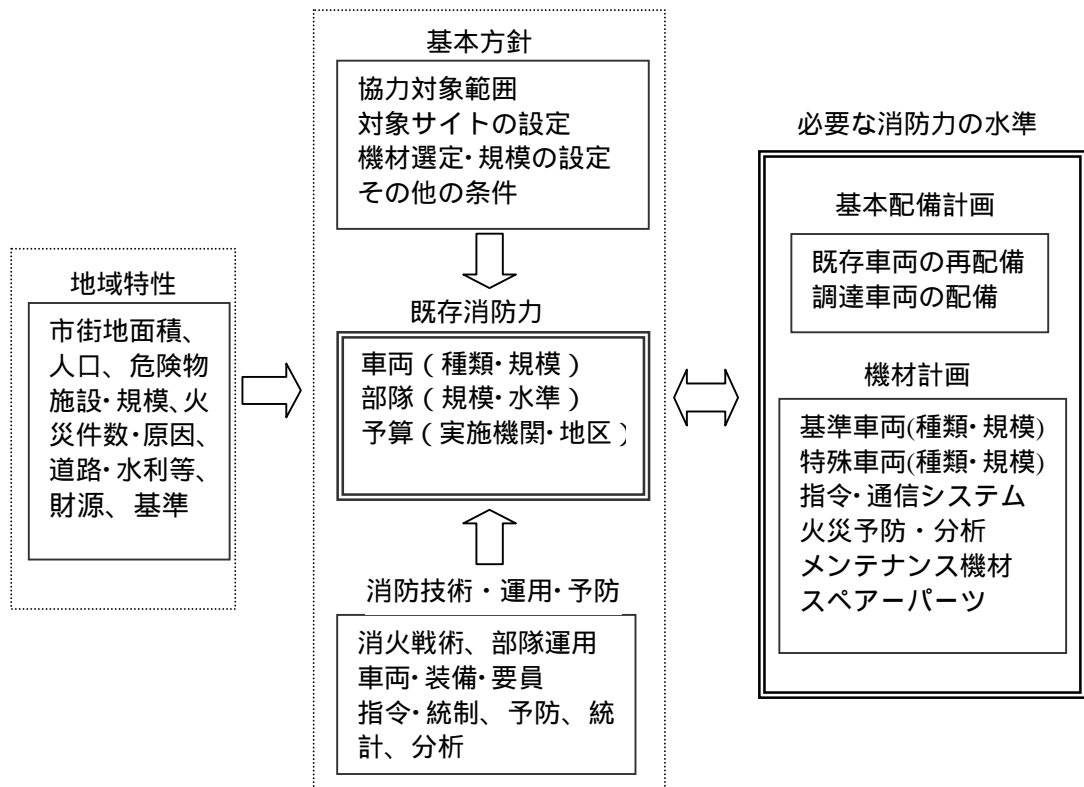 基本方針
協力対象範囲
対象サイトの設定
機材選定・規模の設定
その他の条件
地域特性
市街地面積、
人口、危険物
施設・規模、火
災件数・原因、
道路・水利等、
財源、基準
既存消防力
車両（種類・規模）
部隊（規模・水準）
予算（実施機関・地区）
消防技術・運用・予防
消火戦術、部隊運用
車両・装備・要員
指令・統制、予防、統
計、分析
必要な消防力の水準
基本配備計画
既存車両の再配備
調達車両の配備
機材計画
基準車両(種類・規模)
特殊車両(種類・規模)
指令・通信システム
火災予防・分析
メンテナンス機材
スペアーパーツ